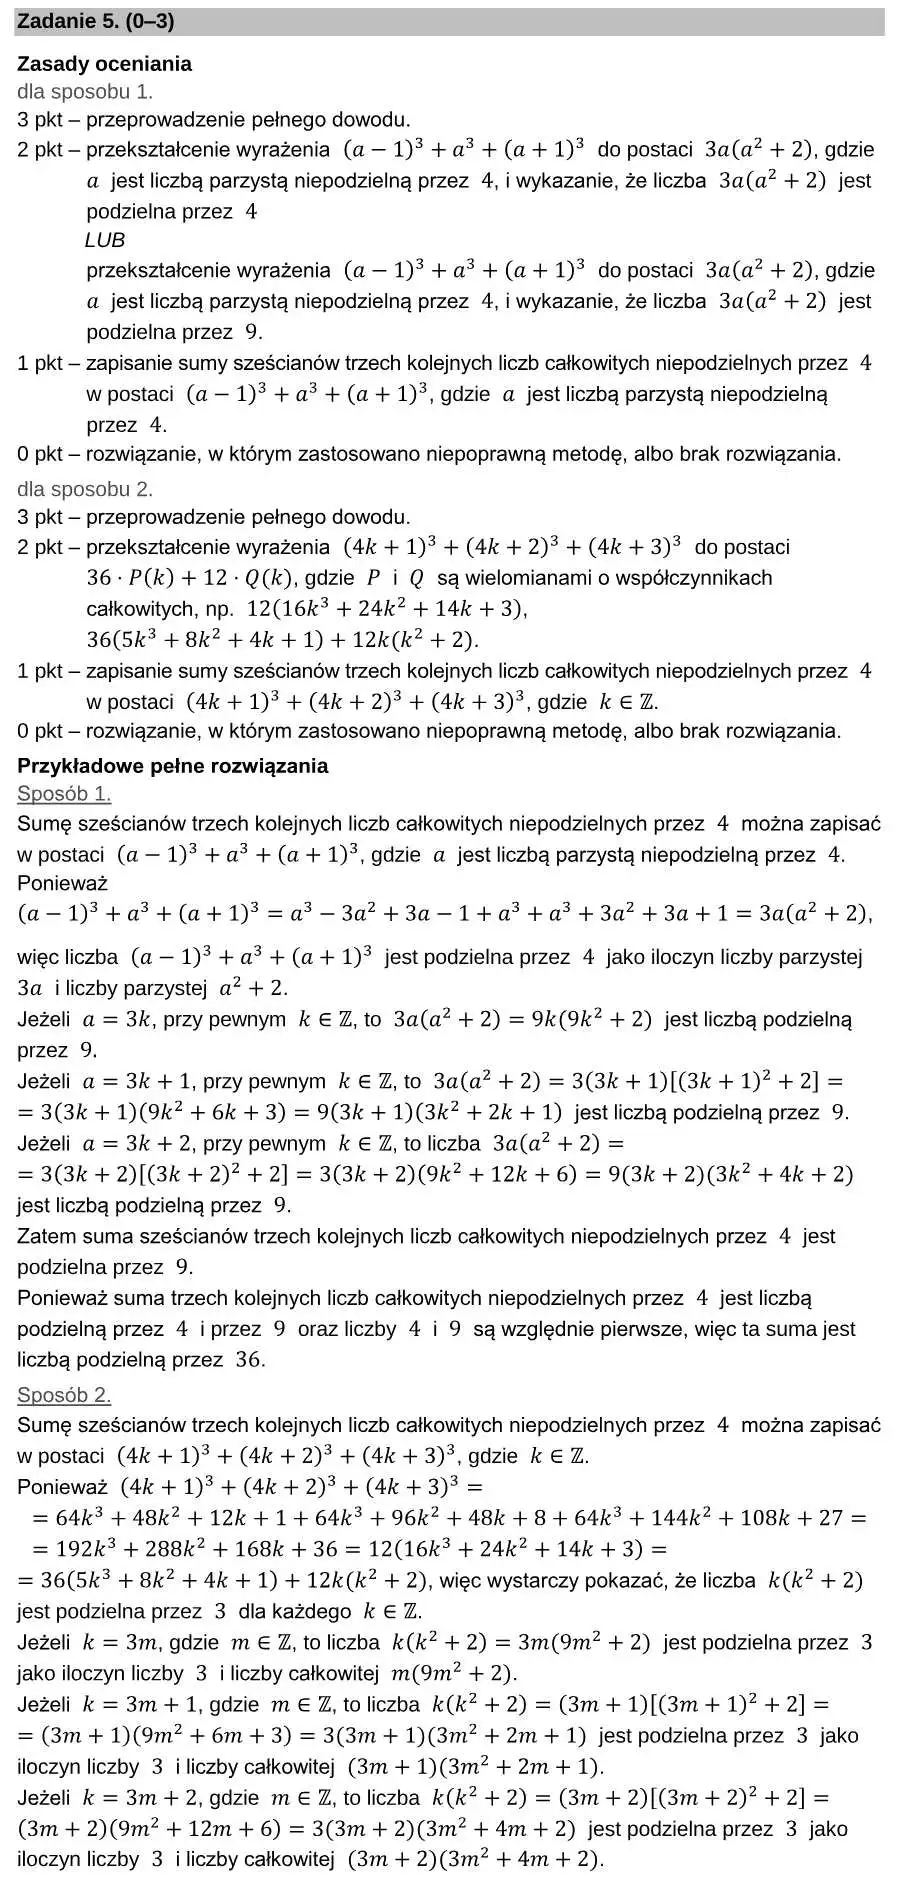 Zadanie 5. (0–3)
Zasady oceniania
dla sposobu 1.
3 pkt – przeprowadzenie pełnego dowodu.
2 pkt – przekształcenie wyrażenia (a − 1)³ + a³ + (a + 1)³ do postaci 3a(a² + 2), gdzie
a jest liczbą parzystą niepodzielną przez 4, i wykazanie, że liczba 3a(a² + 2) jest
podzielna przez 4
LUB
przekształcenie wyrażenia (a − 1)³ + a³ + (a + 1)³ do postaci 3a(a² + 2), gdzie
a jest liczbą parzystą niepodzielną przez 4, i wykazanie, że liczba 3a(a² + 2) jest
podzielna przez 9.
1 pkt – zapisanie sumy sześcianów trzech kolejnych liczb całkowitych niepodzielnych przez 4
w postaci (a − 1)³ + a³ + (a + 1)³, gdzie a jest liczbą parzystą niepodzielną
przez 4.
0 pkt – rozwiązanie, w którym zastosowano niepoprawną metodę, albo brak rozwiązania.
dla sposobu 2.
3 pkt – przeprowadzenie pełnego dowodu.
2 pkt – przekształcenie wyrażenia (4k + 1)³ + (4k + 2)³ + (4k + 3)³ do postaci
36 · P(k) + 12 · Q(k), gdzie P i Q są wielomianami o współczynnikach
całkowitych, np. 12(16k³ + 24k² + 14k + 3),
36(5k³ + 8k² + 4k + 1) + 12k(k² + 2).
1 pkt – zapisanie sumy sześcianów trzech kolejnych liczb całkowitych niepodzielnych przez 4
w postaci (4k + 1)³ + (4k + 2)³ + (4k + 3)³, gdzie k ∈ ℤ.
0 pkt – rozwiązanie, w którym zastosowano niepoprawną metodę, albo brak rozwiązania.
Przykładowe pełne rozwiązania
Sposób 1.
Sumę sześcianów trzech kolejnych liczb całkowitych niepodzielnych przez 4 można zapisać
w postaci (a − 1)³ + a³ + (a + 1)³, gdzie a jest liczbą parzystą niepodzielną przez 4.
Ponieważ
(a − 1)³ + a³ + (a + 1)³ = a³ − 3a² + 3a − 1 + a³ + a³ + 3a² + 3a + 1 = 3a(a² + 2),
więc liczba (a − 1)³ + a³ + (a + 1)³ jest podzielna przez 4 jako iloczyn liczby parzystej
3a i liczby parzystej a² + 2.
Jeżeli a = 3k, przy pewnym k ∈ ℤ, to 3a(a² + 2) = 9k(9k² + 2) jest liczbą podzielną
przez 9.
Jeżeli a = 3k + 1, przy pewnym k ∈ ℤ, to 3a(a² + 2) = 3(3k + 1)[(3k + 1)² + 2] =
= 3(3k + 1)(9k² + 6k + 3) = 9(3k + 1)(3k² + 2k + 1) jest liczbą podzielną przez 9.
Jeżeli a = 3k + 2, przy pewnym k ∈ ℤ, to liczba 3a(a² + 2) =
= 3(3k + 2)[(3k + 2)² + 2] = 3(3k + 2)(9k² + 12k + 6) = 9(3k + 2)(3k² + 4k + 2)
jest liczbą podzielną przez 9.
Zatem suma sześcianów trzech kolejnych liczb całkowitych niepodzielnych przez 4 jest
podzielna przez 9.
Ponieważ suma trzech kolejnych liczb całkowitych niepodzielnych przez 4 jest liczbą
podzielną przez 4 i przez 9 oraz liczby 4 i 9 są względnie pierwsze, więc ta suma jest
liczbą podzielną przez 36.
Sposób 2.
Sumę sześcianów trzech kolejnych liczb całkowitych niepodzielnych przez 4 można zapisać
w postaci (4k + 1)³ + (4k + 2)³ + (4k + 3)³, gdzie k ∈ ℤ.
Ponieważ (4k + 1)³ + (4k + 2)³ + (4k + 3)³ =
= 64k³ + 48k² + 12k + 1 + 64k³ + 96k² + 48k + 8 + 64k³ + 144k² + 108k + 27 =
= 192k³ + 288k² + 168k + 36 = 12(16k³ + 24k² + 14k + 3) =
= 36(5k³ + 8k² + 4k + 1) + 12k(k² + 2), więc wystarczy pokazać, że liczba k(k² + 2)
jest podzielna przez 3 dla każdego k ∈ ℤ.
Jeżeli k = 3m, gdzie m ∈ ℤ, to liczba k(k² + 2) = 3m(9m² + 2) jest podzielna przez 3
jako iloczyn liczby 3 i liczby całkowitej m(9m² + 2).
Jeżeli k = 3m + 1, gdzie m ∈ ℤ, to liczba k(k² + 2) = (3m + 1)[(3m + 1)² + 2] =
= (3m + 1)(9m² + 6m + 3) = 3(3m + 1)(3m² + 2m + 1) jest podzielna przez 3 jako
iloczyn liczby 3 i liczby całkowitej (3m + 1)(3m² + 2m + 1).
Jeżeli k = 3m + 2, gdzie m ∈ ℤ, to liczba k(k² + 2) = (3m + 2)[(3m + 2)² + 2] =
(3m + 2)(9m² + 12m + 6) = 3(3m + 2)(3m² + 4m + 2) jest podzielna przez 3 jako
iloczyn liczby 3 i liczby całkowitej (3m + 2)(3m² + 4m + 2).